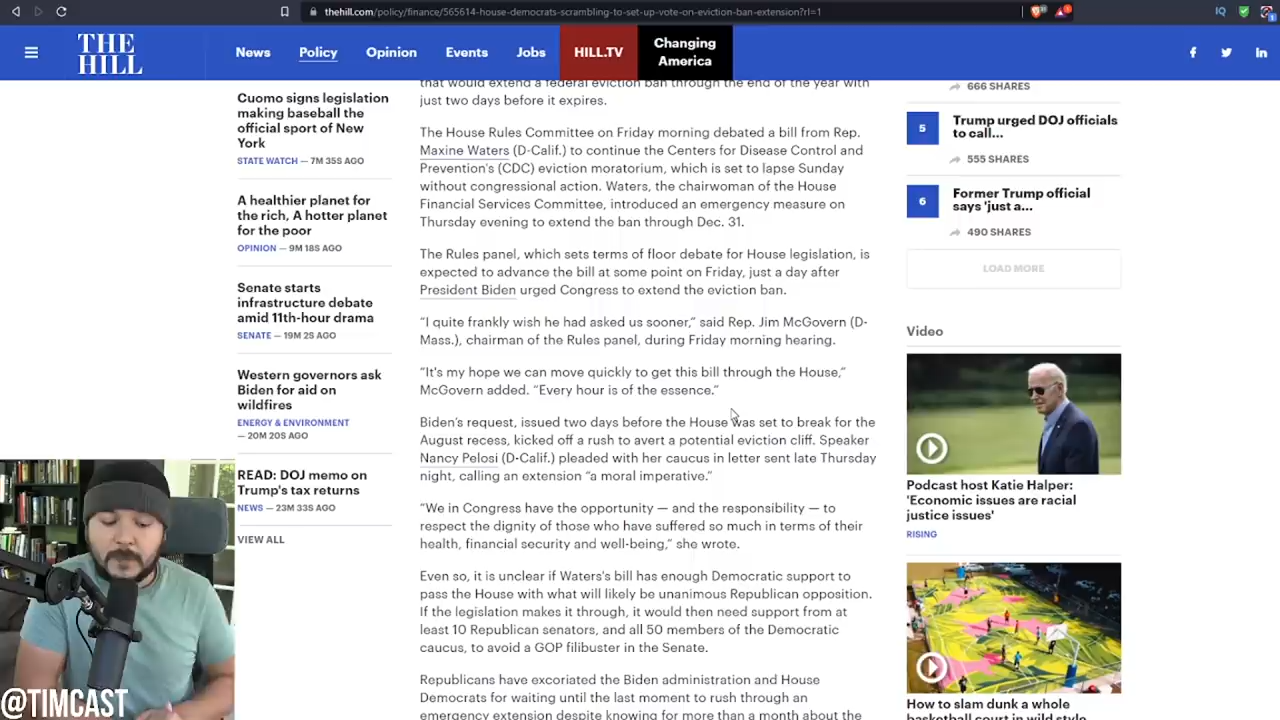 thehill.com/policy/finance/565614-house-democrats-scrambling-to-set-up-vote-on-eviction-ban-extension?rl=1
THE
HILL
News
Policy
Opinion
Events
Jobs
HILL.TV
Changing
America
Cuomo signs legislation
making baseball the
official sport of New
York
STATE WATCH — 7M 35S AGO
A healthier planet for
the rich, A hotter planet
for the poor
OPINION — 9M 18S AGO
Senate starts
infrastructure debate
amid 11th-hour drama
SENATE — 19M 2S AGO
Western governors ask
Biden for aid on
wildfires
ENERGY & ENVIRONMENT
— 20M 20S AGO
READ: DOJ memo on
Trump's tax returns
NEWS — 23M 33S AGO
VIEW ALL
that would extend a federal eviction ban through the end of the year with
just two days before it expires.
The House Rules Committee on Friday morning debated a bill from Rep.
Maxine Waters (D-Calif.) to continue the Centers for Disease Control and
Prevention's (CDC) eviction moratorium, which is set to lapse Sunday
without congressional action. Waters, the chairwoman of the House
Financial Services Committee, introduced an emergency measure on
Thursday evening to extend the ban through Dec. 31.
The Rules panel, which sets terms of floor debate for House legislation, is
expected to advance the bill at some point on Friday, just a day after
President Biden urged Congress to extend the eviction ban.
“I quite frankly wish he had asked us sooner,” said Rep. Jim McGovern (D-
Mass.), chairman of the Rules panel, during Friday morning hearing.
“It's my hope we can move quickly to get this bill through the House,”
McGovern added. “Every hour is of the essence.”
Biden's request, issued two days before the House was set to break for the
August recess, kicked off a rush to avert a potential eviction cliff. Speaker
Nancy Pelosi (D-Calif.) pleaded with her caucus in letter sent late Thursday
night, calling an extension “a moral imperative.”
“We in Congress have the opportunity — and the responsibility — to
respect the dignity of those who have suffered so much in terms of their
health, financial security and well-being,” she wrote.
Even so, it is unclear if Waters's bill has enough Democratic support to
pass the House with what will likely be unanimous Republican opposition.
If the legislation makes it through, it would then need support from at
least 10 Republican senators, and all 50 members of the Democratic
caucus, to avoid a GOP filibuster in the Senate.
Republicans have excoriated the Biden administration and House
Democrats for waiting until the last moment to rush through an
emergency extension despite knowing for more than a month about the
666 SHARES
5
Trump urged DOJ officials
to call...
555 SHARES
6
Former Trump official
says 'just a...
490 SHARES
LOAD MORE
Video
Podcast host Katie Halper:
'Economic issues are racial
justice issues'
RISING
How to slam dunk a whole
basketball court in wild style
@TIMCAST